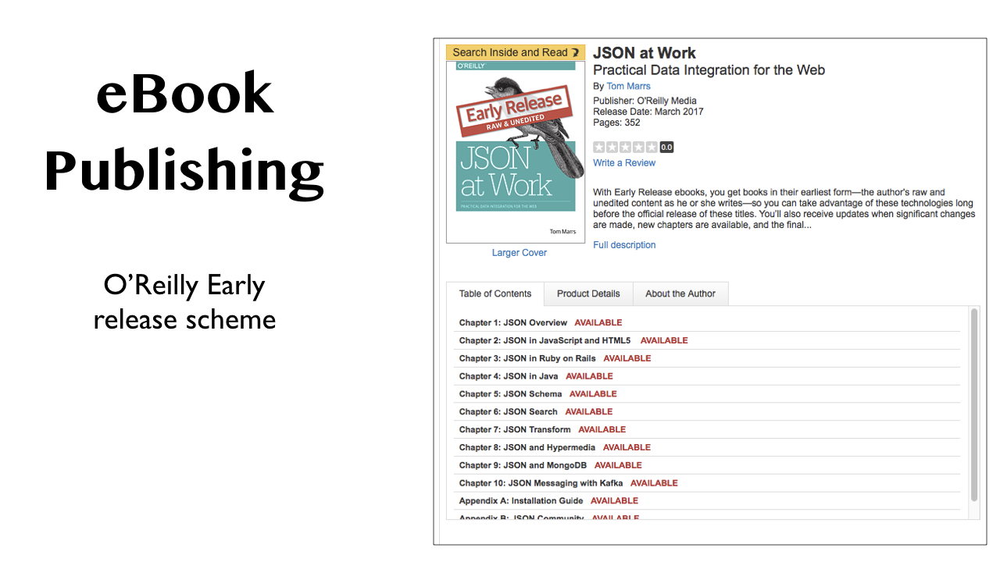 eBook
Publishing
O’Reilly Early
release scheme
Search Inside and Read
O'REILLY
Early Release
RAW & UNEDITED
JSON
at Work
PRACTICAL DATA INTEGRATION FOR THE WEB
Tom Marrs
Larger Cover
JSON at Work
Practical Data Integration for the Web
By Tom Marrs
Publisher: O'Reilly Media
Release Date: March 2017
Pages: 352
0.0
Write a Review
With Early Release ebooks, you get books in their earliest form—the author's raw and
unedited content as he or she writes—so you can take advantage of these technologies long
before the official release of these titles. You'll also receive updates when significant changes
are made, new chapters are available, and the final...
Full description
Table of Contents Product Details About the Author
Chapter 1: JSON Overview AVAILABLE
Chapter 2: JSON in JavaScript and HTML5 AVAILABLE
Chapter 3: JSON in Ruby on Rails AVAILABLE
Chapter 4: JSON in Java AVAILABLE
Chapter 5: JSON Schema AVAILABLE
Chapter 6: JSON Search AVAILABLE
Chapter 7: JSON Transform AVAILABLE
Chapter 8: JSON and Hypermedia AVAILABLE
Chapter 9: JSON and MongoDB AVAILABLE
Chapter 10: JSON Messaging with Kafka AVAILABLE
Appendix A: Installation Guide AVAILABLE
Appendix B: JSON Community AVAILABLE